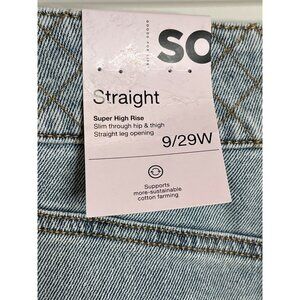 SO
Straight
Super High Rise
Slim through hip & thigh
Straight leg opening
9/29W
Supports
more-sustainable
cotton farming